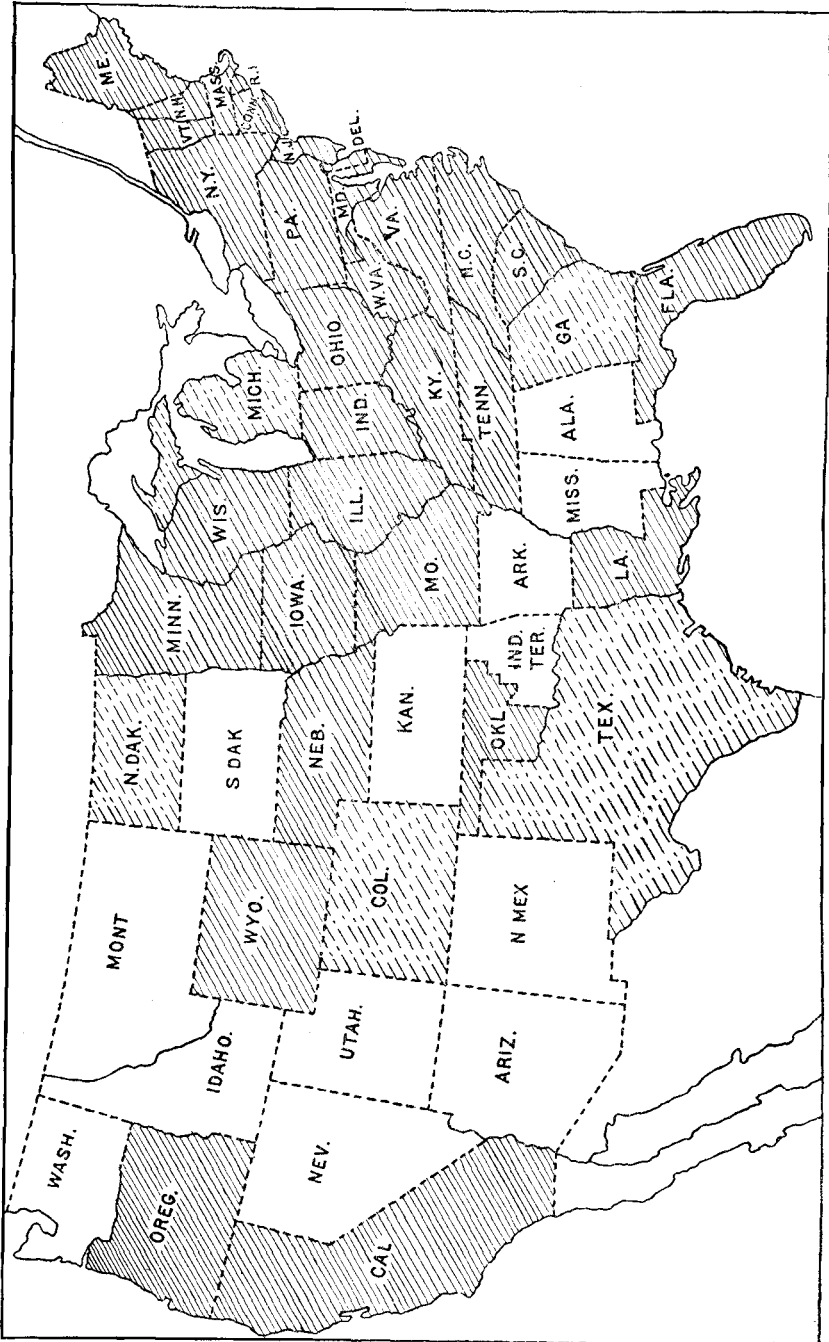 WASH.
OREG.
CAL
NEV.
IDAHO.
MONT
WYO.
UTAH.
ARIZ.
COL.
N MEX
N. DAK
S DAK
NEB.
KAN.
OKL
IND. TER.
TEX.
MINN.
IOWA.
MO.
ARK.
LA.
WIS.
ILL.
MICH.
IND.
OHIO.
KY.
TENN.
MISS.
ALA.
GA
FLA.
S.C.
N.C.
VA.
W.VA.
MD.
DEL.
PA.
N.J.
N.Y.
CONN.
R.I.
MASS.
VT.
N.H.
ME.